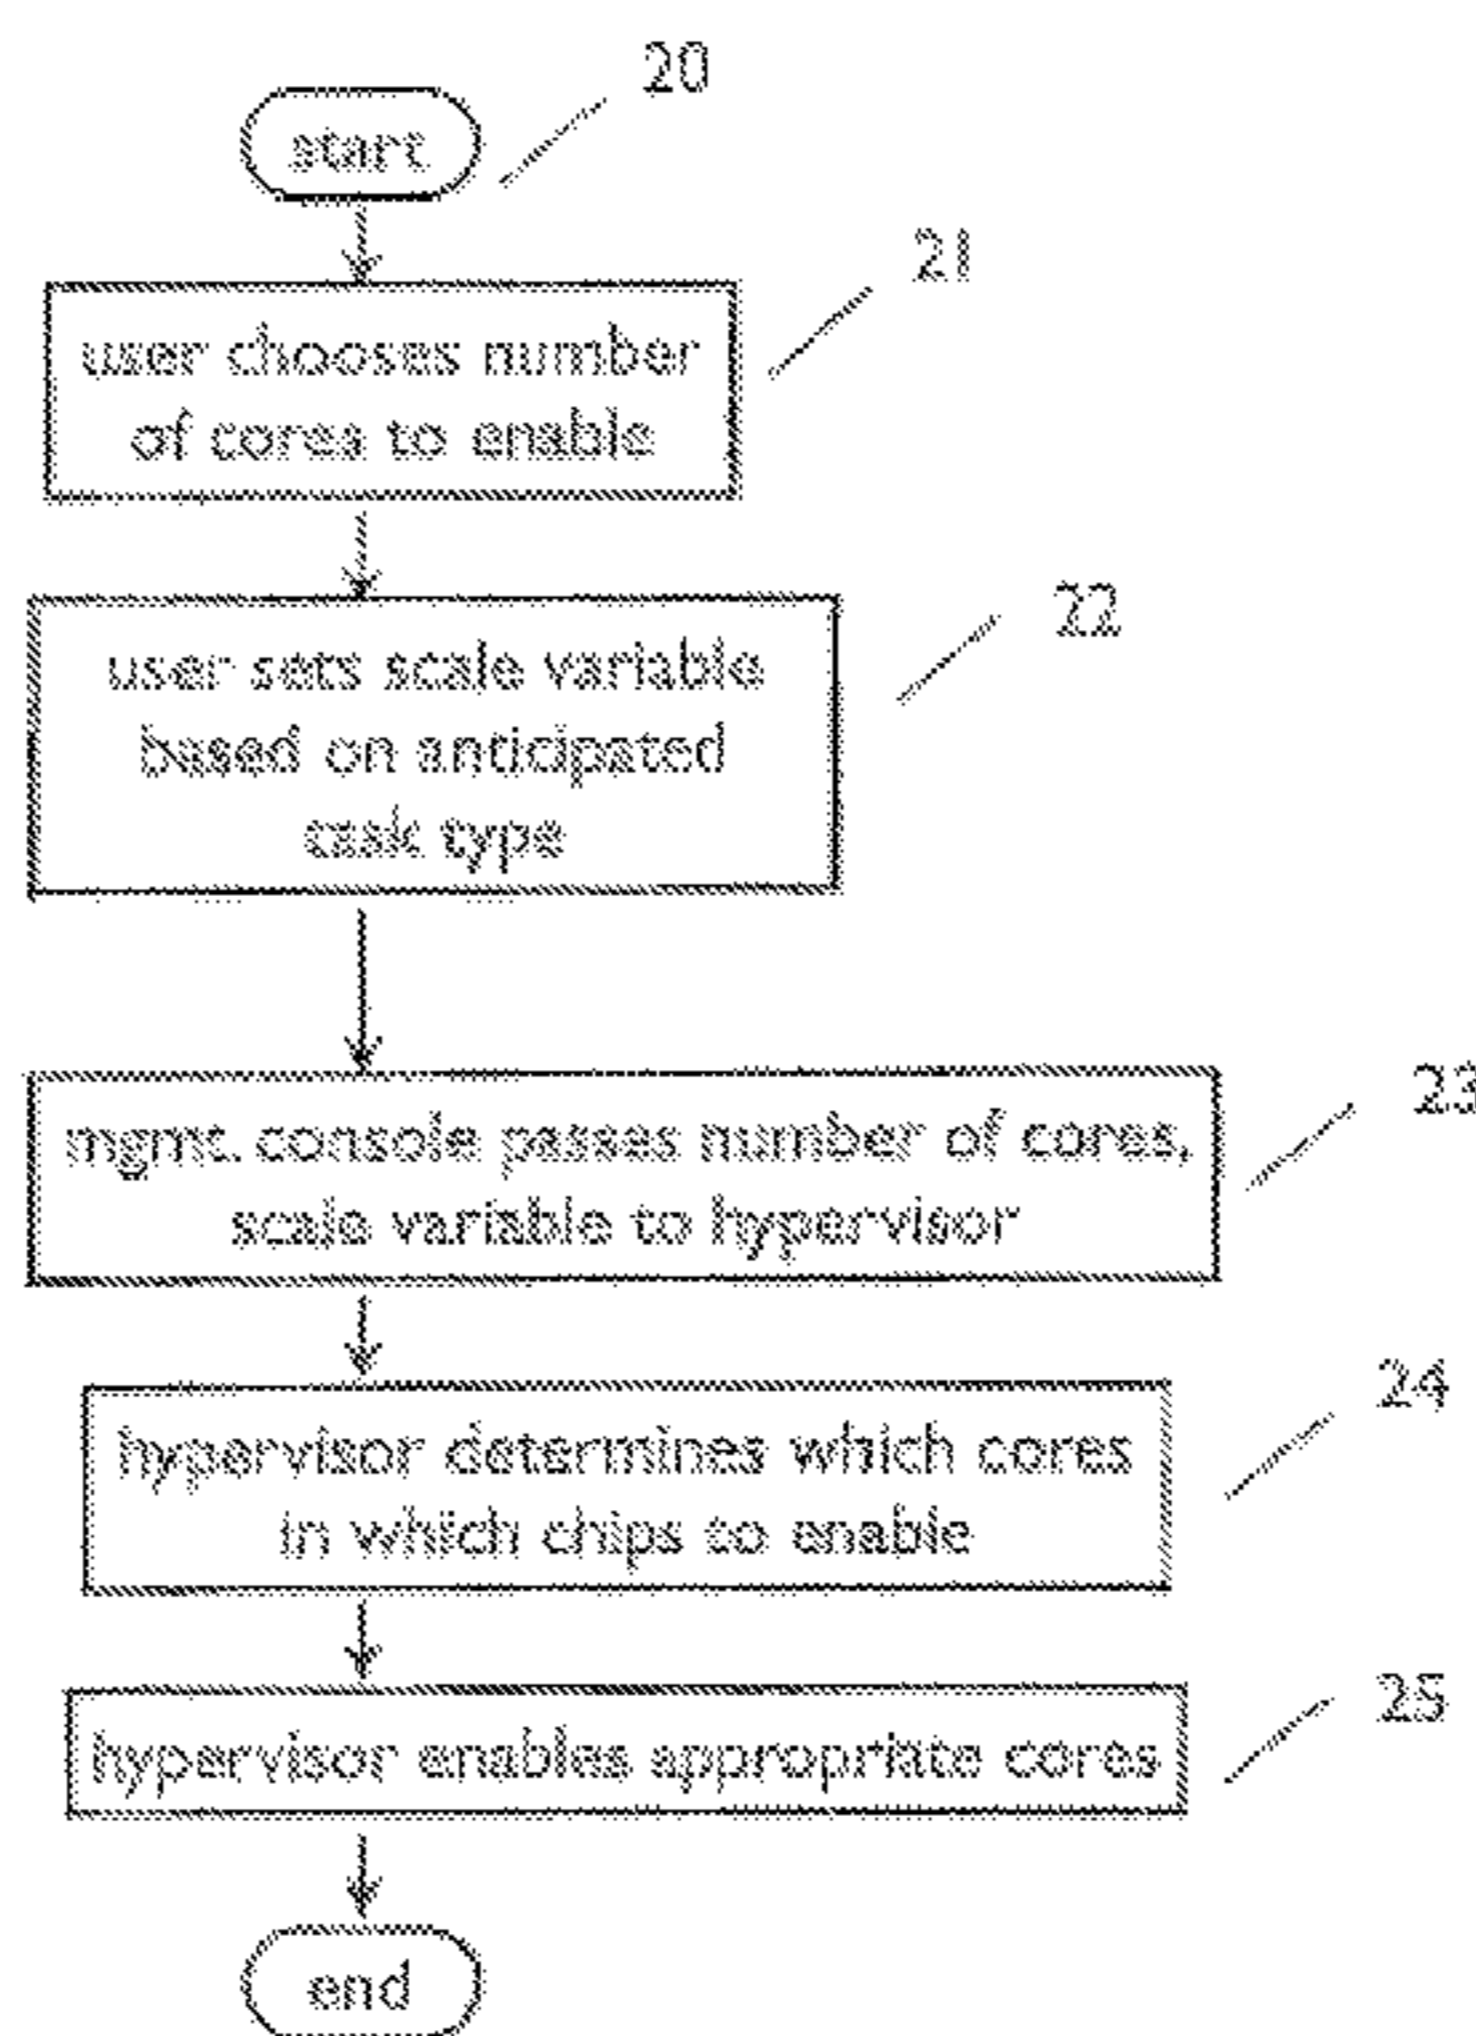 20
start
21
user chooses number
of cores to enable
22
user sets scale variable
based on anticipated
task type
23
mgmt. console passes number of cores,
scale variable to hypervisor
24
hypervisor determines which cores
in which chips to enable
25
hypervisor enables appropriate cores
end